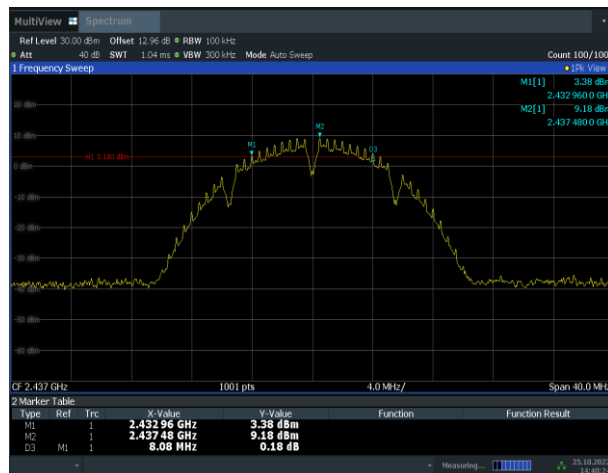 MultiView Spectrum
Ref Level 30.00 dBm Offset 12.96 dB RBW 100 kHz
Att 40 dB SWT 1.04 ms VBW 300 kHz Mode Auto Sweep Count 100/100
1 Frequency Sweep 1Pk View
M1[1] 3.38 dBm
2.432 960 0 GHz
M2[1] 9.18 dBm
2.437 480 0 GHz
20 dBm
10 dBm
M1 M2 D3
H1 3.180 dBm
0 dBm
-10 dBm
-20 dBm
-30 dBm
-40 dBm
-50 dBm
-60 dBm
CF 2.437 GHz 1001 pts 4.0 MHz/ Span 40.0 MHz
2 Marker Table
Type Ref Trc X-Value Y-Value Function Function Result
M1 1 2.432 96 GHz 3.38 dBm
M2 1 2.437 48 GHz 9.18 dBm
D3 M1 1 8.08 MHz 0.18 dB
Measuring...